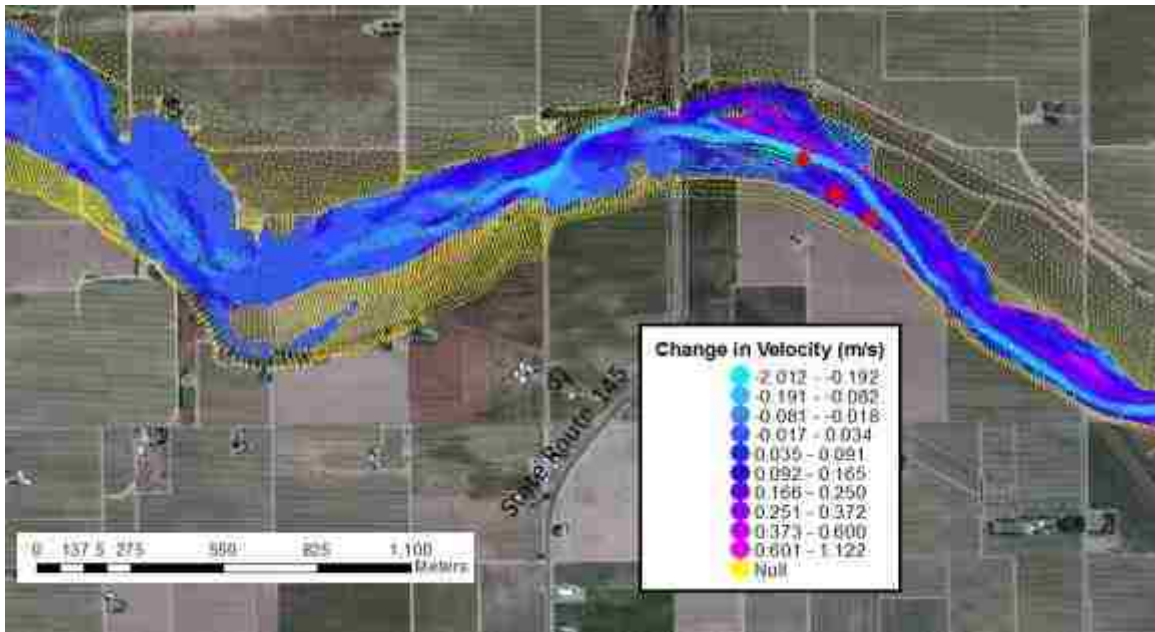 State Route 145
Change in Velocity (m/s)
-2.012 - -0.192
-0.191 - -0.082
-0.081 - -0.018
-0.017 - 0.034
0.035 - 0.091
0.092 - 0.165
0.166 - 0.250
0.251 - 0.372
0.373 - 0.600
0.601 - 1.122
Null
0 137.5 275 550 825 1,100
Meters